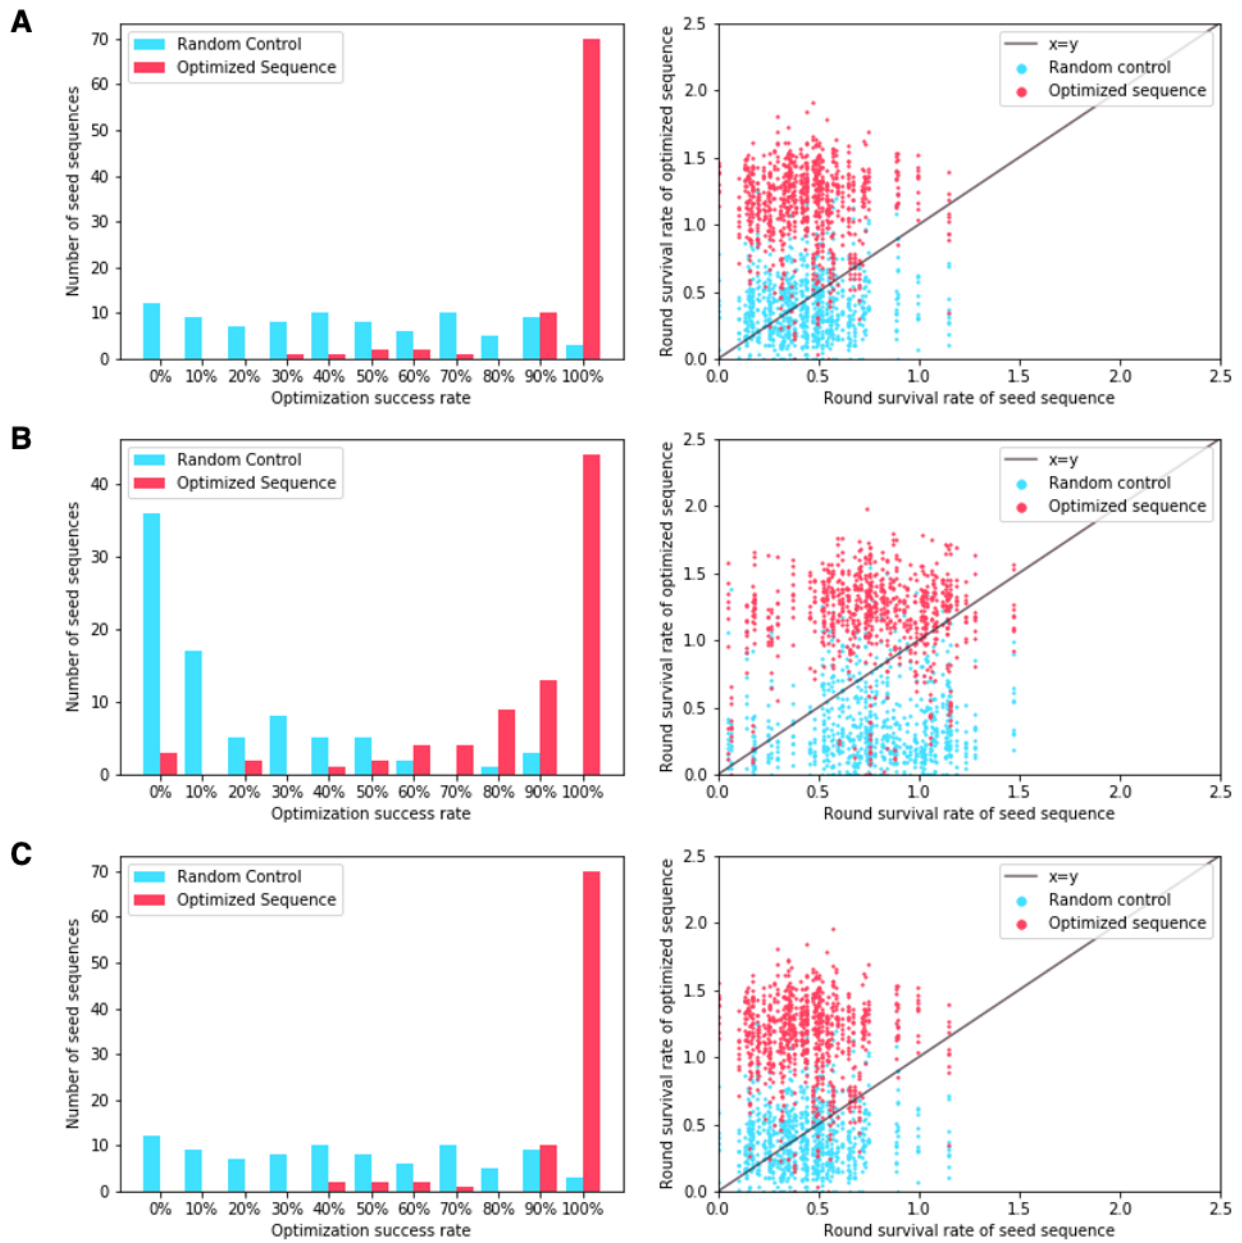 A
Number of seed sequences
70
60
50
40
30
20
10
0
Random Control
Optimized Sequence
0% 10% 20% 30% 40% 50% 60% 70% 80% 90% 100%
Optimization success rate
Round survival rate of optimized sequence
2.5
2.0
1.5
1.0
0.5
0.0
x=y
Random control
Optimized sequence
0.0 0.5 1.0 1.5 2.0 2.5
Round survival rate of seed sequence
B
Number of seed sequences
40
30
20
10
0
Random Control
Optimized Sequence
0% 10% 20% 30% 40% 50% 60% 70% 80% 90% 100%
Optimization success rate
Round survival rate of optimized sequence
2.5
2.0
1.5
1.0
0.5
0.0
x=y
Random control
Optimized sequence
0.0 0.5 1.0 1.5 2.0 2.5
Round survival rate of seed sequence
C
Number of seed sequences
70
60
50
40
30
20
10
0
Random Control
Optimized Sequence
0% 10% 20% 30% 40% 50% 60% 70% 80% 90% 100%
Optimization success rate
Round survival rate of optimized sequence
2.5
2.0
1.5
1.0
0.5
0.0
x=y
Random control
Optimized sequence
0.0 0.5 1.0 1.5 2.0 2.5
Round survival rate of seed sequence